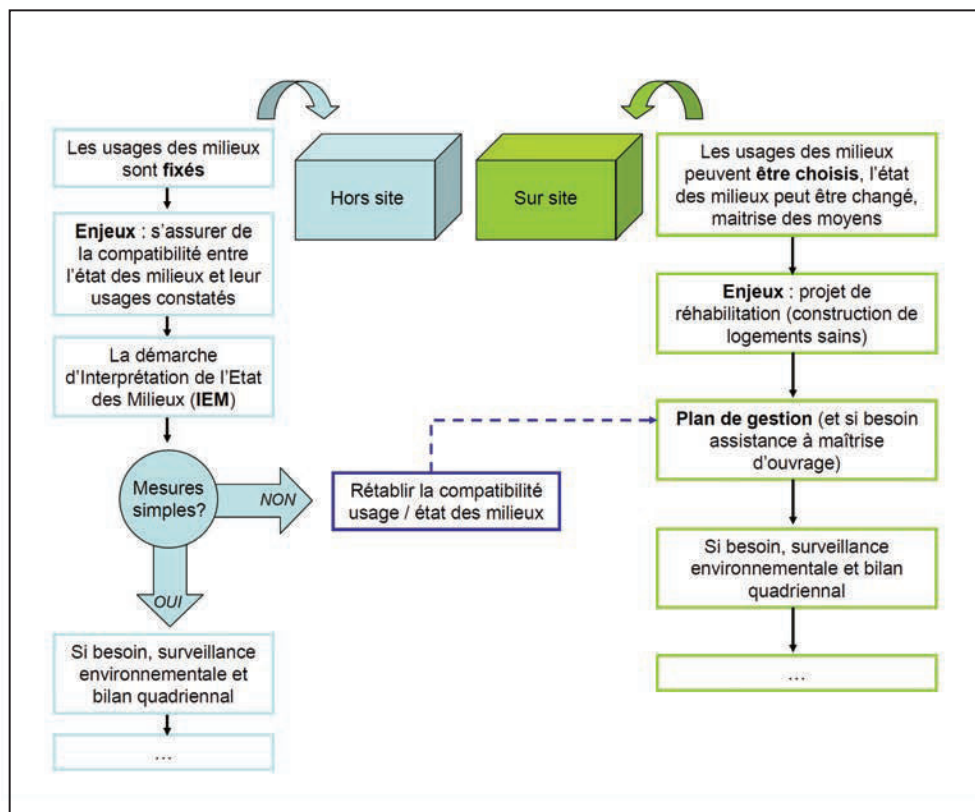 Les usages des milieux
sont fixés
Enjeux : s’assurer de
la compatibilité entre
l’état des milieux et leur
usages constatés
La démarche
d’Interprétation de l’Etat
des Milieux (IEM)
Mesures
simples?
NON
OUI
Si besoin, surveillance
environnementale et
bilan quadriennal
...
Hors site
Sur site
Rétablir la compatibilité
usage / état des milieux
Les usages des milieux
peuvent être choisis, l’état
des milieux peut être changé,
maitrise des moyens
Enjeux : projet de
réhabilitation (construction de
logements sains)
Plan de gestion (et si besoin
assistance à maîtrise
d’ouvrage)
Si besoin, surveillance
environnementale et bilan
quadriennal
...